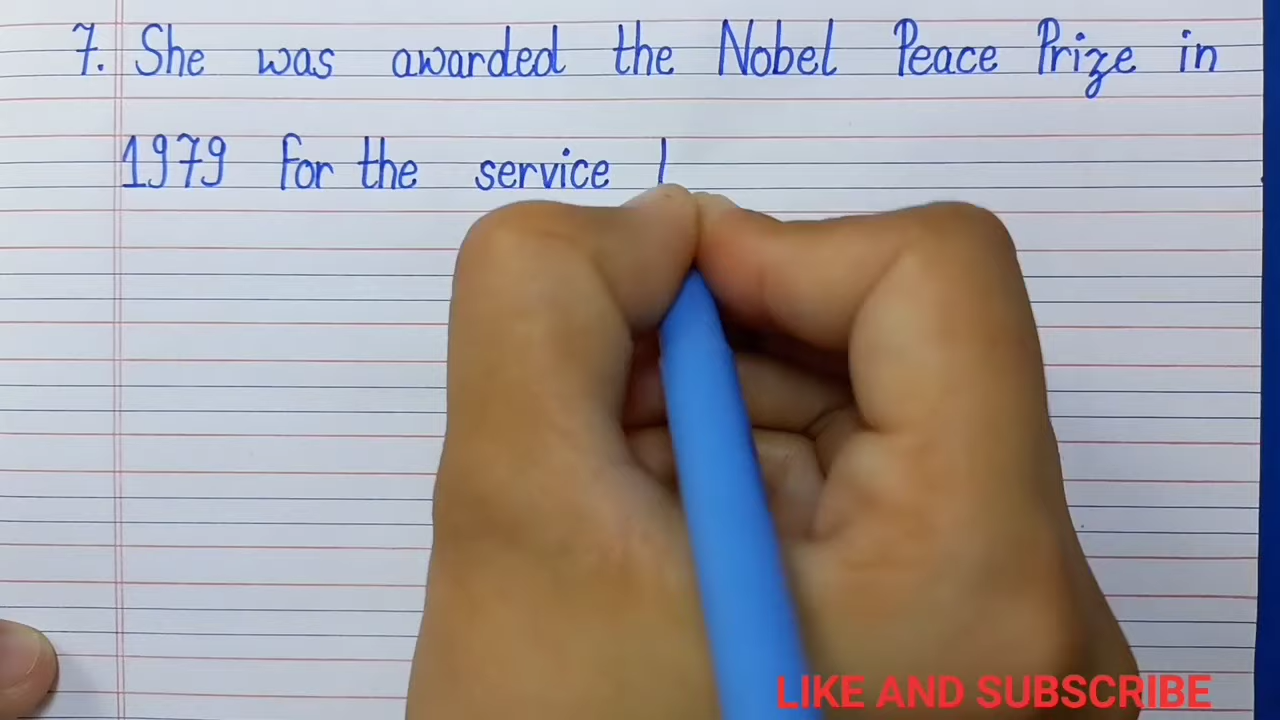 7. She was awarded the Nobel Peace Prize in
1979 for the service
LIKE AND SUBSCRIBE